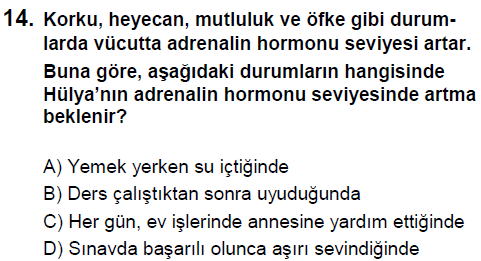 14. Korku, heyecan, mutluluk ve öfke gibi durum-
larda vücutta adrenalin hormonu seviyesi artar.
Buna göre, aşağıdaki durumların hangisinde
Hülya’nın adrenalin hormonu seviyesinde artma
beklenir?
A) Yemek yerken su içtiğinde
B) Ders çalıştıktan sonra uyuduğunda
C) Her gün, ev işlerinde annesine yardım ettiğinde
D) Sınavda başarılı olunca aşırı sevindiğinde